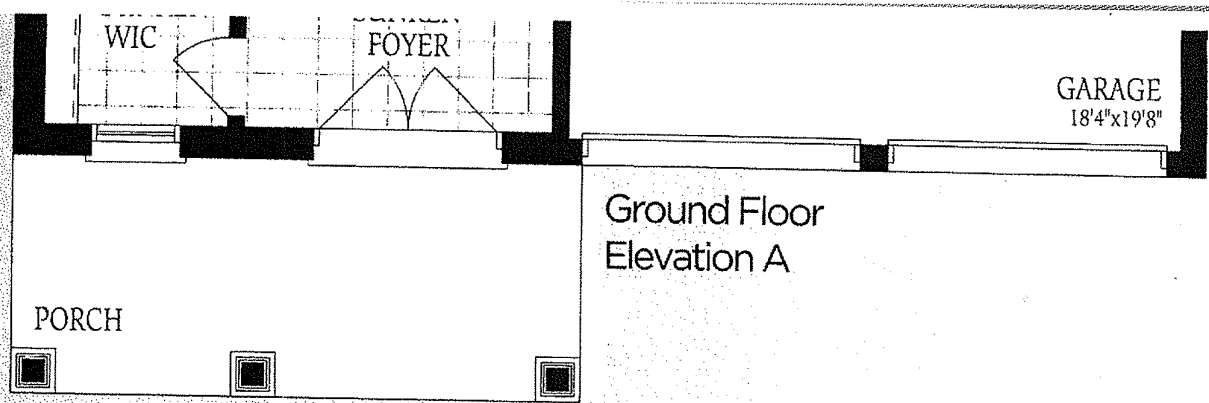 WIC
FOYER
GARAGE
18'4"x19'8"
Ground Floor
Elevation A
PORCH